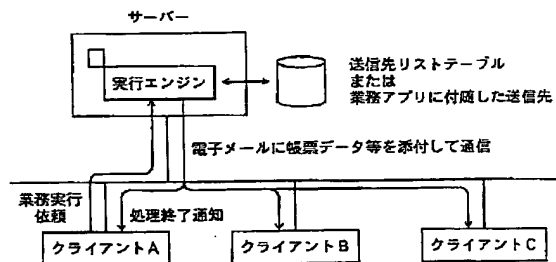 サーバー
実行エンジン
送信先リストテーブル
または
業務アプリに付随した送信先
電子メールに帳票データ等を添付して通信
業務実行
依頼
処理終了通知
クライアントA
クライアントB
クライアントC